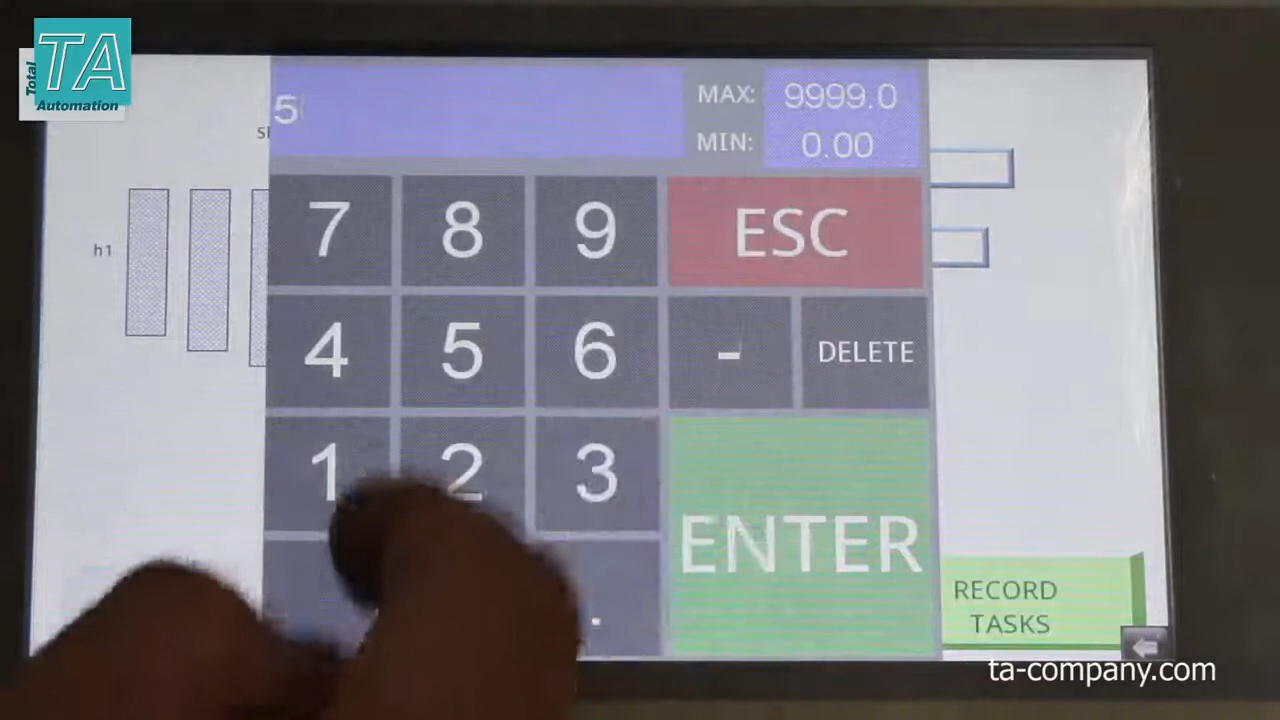 TA
Total
Automation
5
MAX: 9999.0
MIN: 0.00
7 8 9 ESC
h1
4 5 6 - DELETE
1 2 3
ENTER
.
RECORD
TASKS
ta-company.com